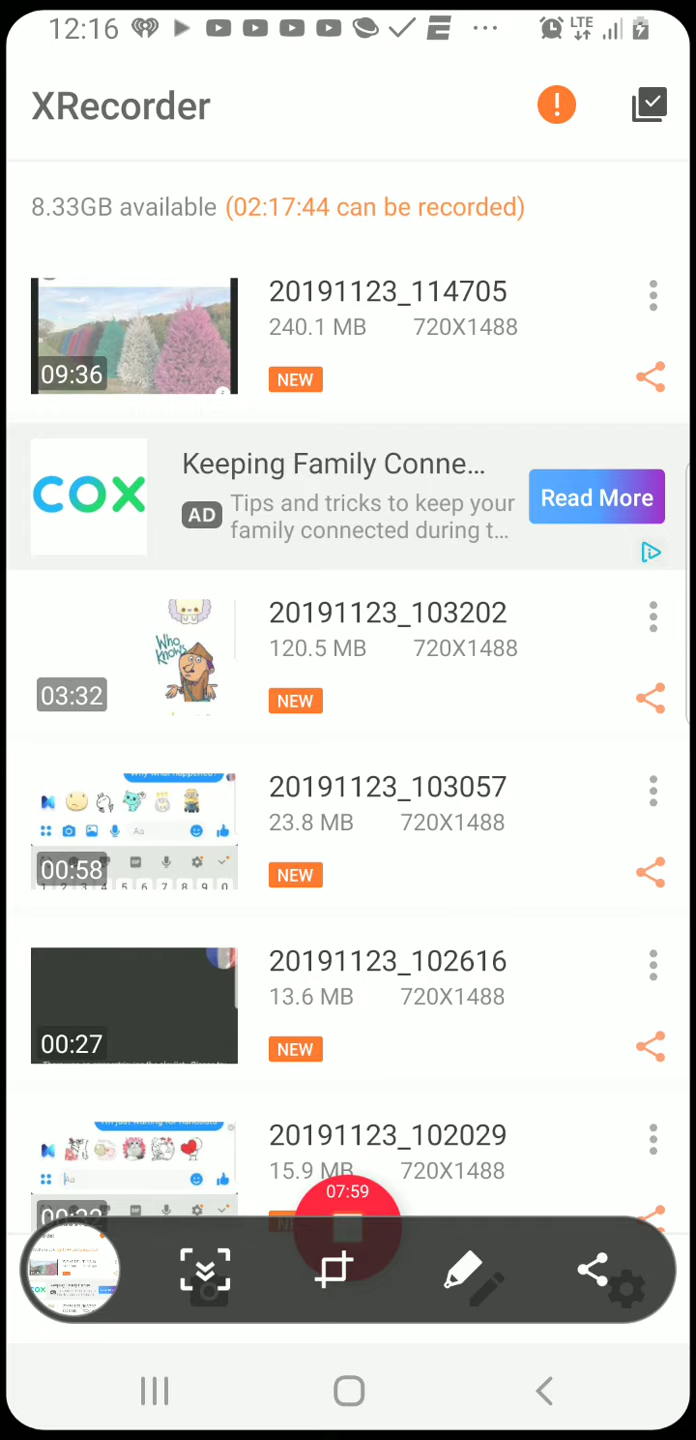 12:16 LTE
XRecorder
8.33GB available (02:17:44 can be recorded)
20191123_114705
240.1 MB 720X1488
09:36
NEW
COX
Keeping Family Conne...
AD Tips and tricks to keep your
family connected during t...
Read More
20191123_103202
120.5 MB 720X1488
Who
Knows
03:32
NEW
20191123_103057
23.8 MB 720X1488
Aa
00:58
NEW
20191123_102616
13.6 MB 720X1488
00:27
NEW
20191123_102029
15.9 MB 720X1488
Aa
07:59